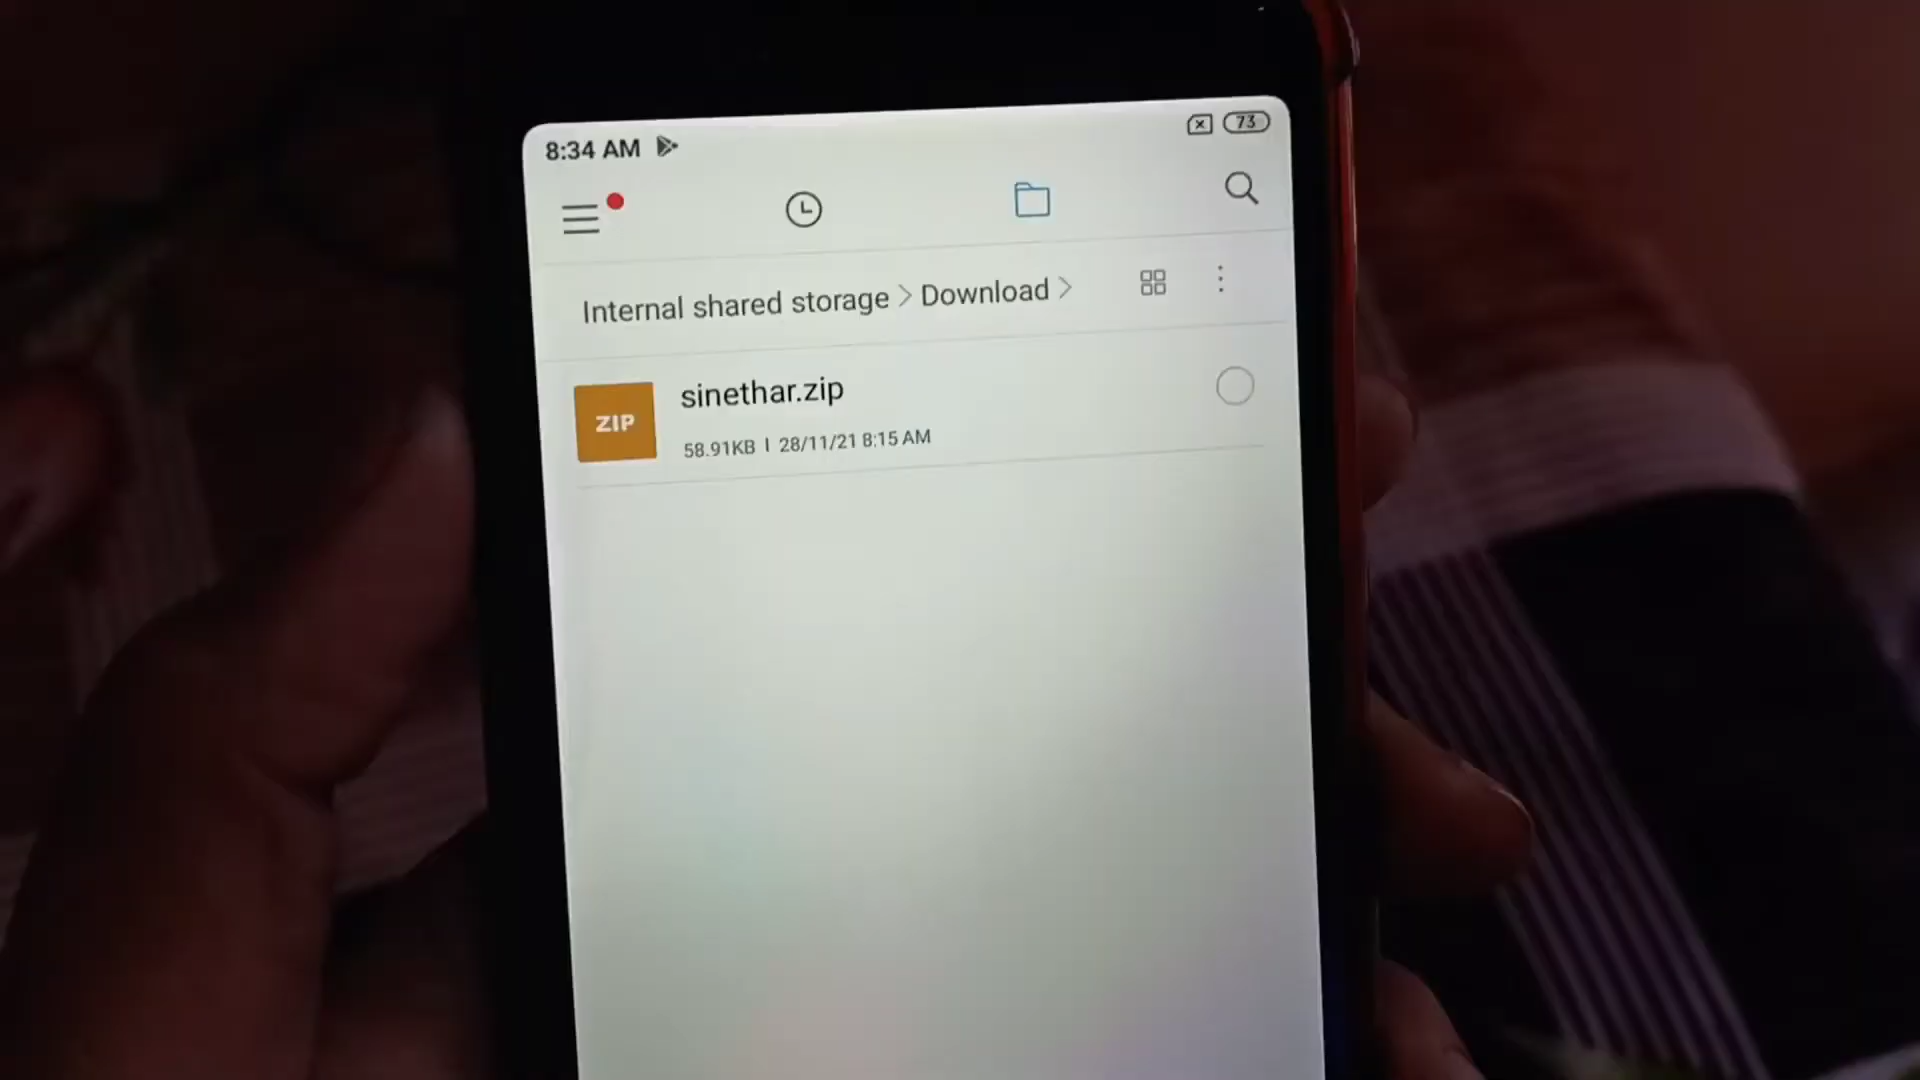 8:34 AM
73
Internal shared storage > Download >
ZIP
sinethar.zip
58.91KB | 28/11/21 8:15 AM